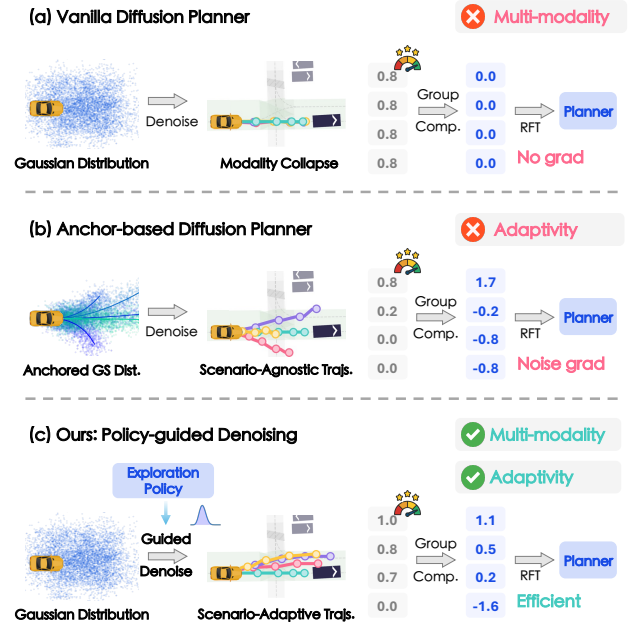 (a) Vanilla Diffusion Planner
Multi-modality
0.8
0.8
0.8
0.8
Group
Comp.
0.0
0.0
0.0
0.0
RFT
Planner
Denoise
Gaussian Distribution
Modality Collapse
No grad
(b) Anchor-based Diffusion Planner
Adaptivity
0.8
0.2
0.0
0.0
Group
Comp.
1.7
-0.2
-0.8
-0.8
RFT
Planner
Denoise
Anchored GS Dist.
Scenario-Agnostic Trajs.
Noise grad
(c) Ours: Policy-guided Denoising
Multi-modality
Adaptivity
Exploration
Policy
Guided
Denoise
1.0
0.8
0.7
0.0
Group
Comp.
1.1
0.5
0.2
-1.6
RFT
Planner
Gaussian Distribution
Scenario-Adaptive Trajs.
Efficient